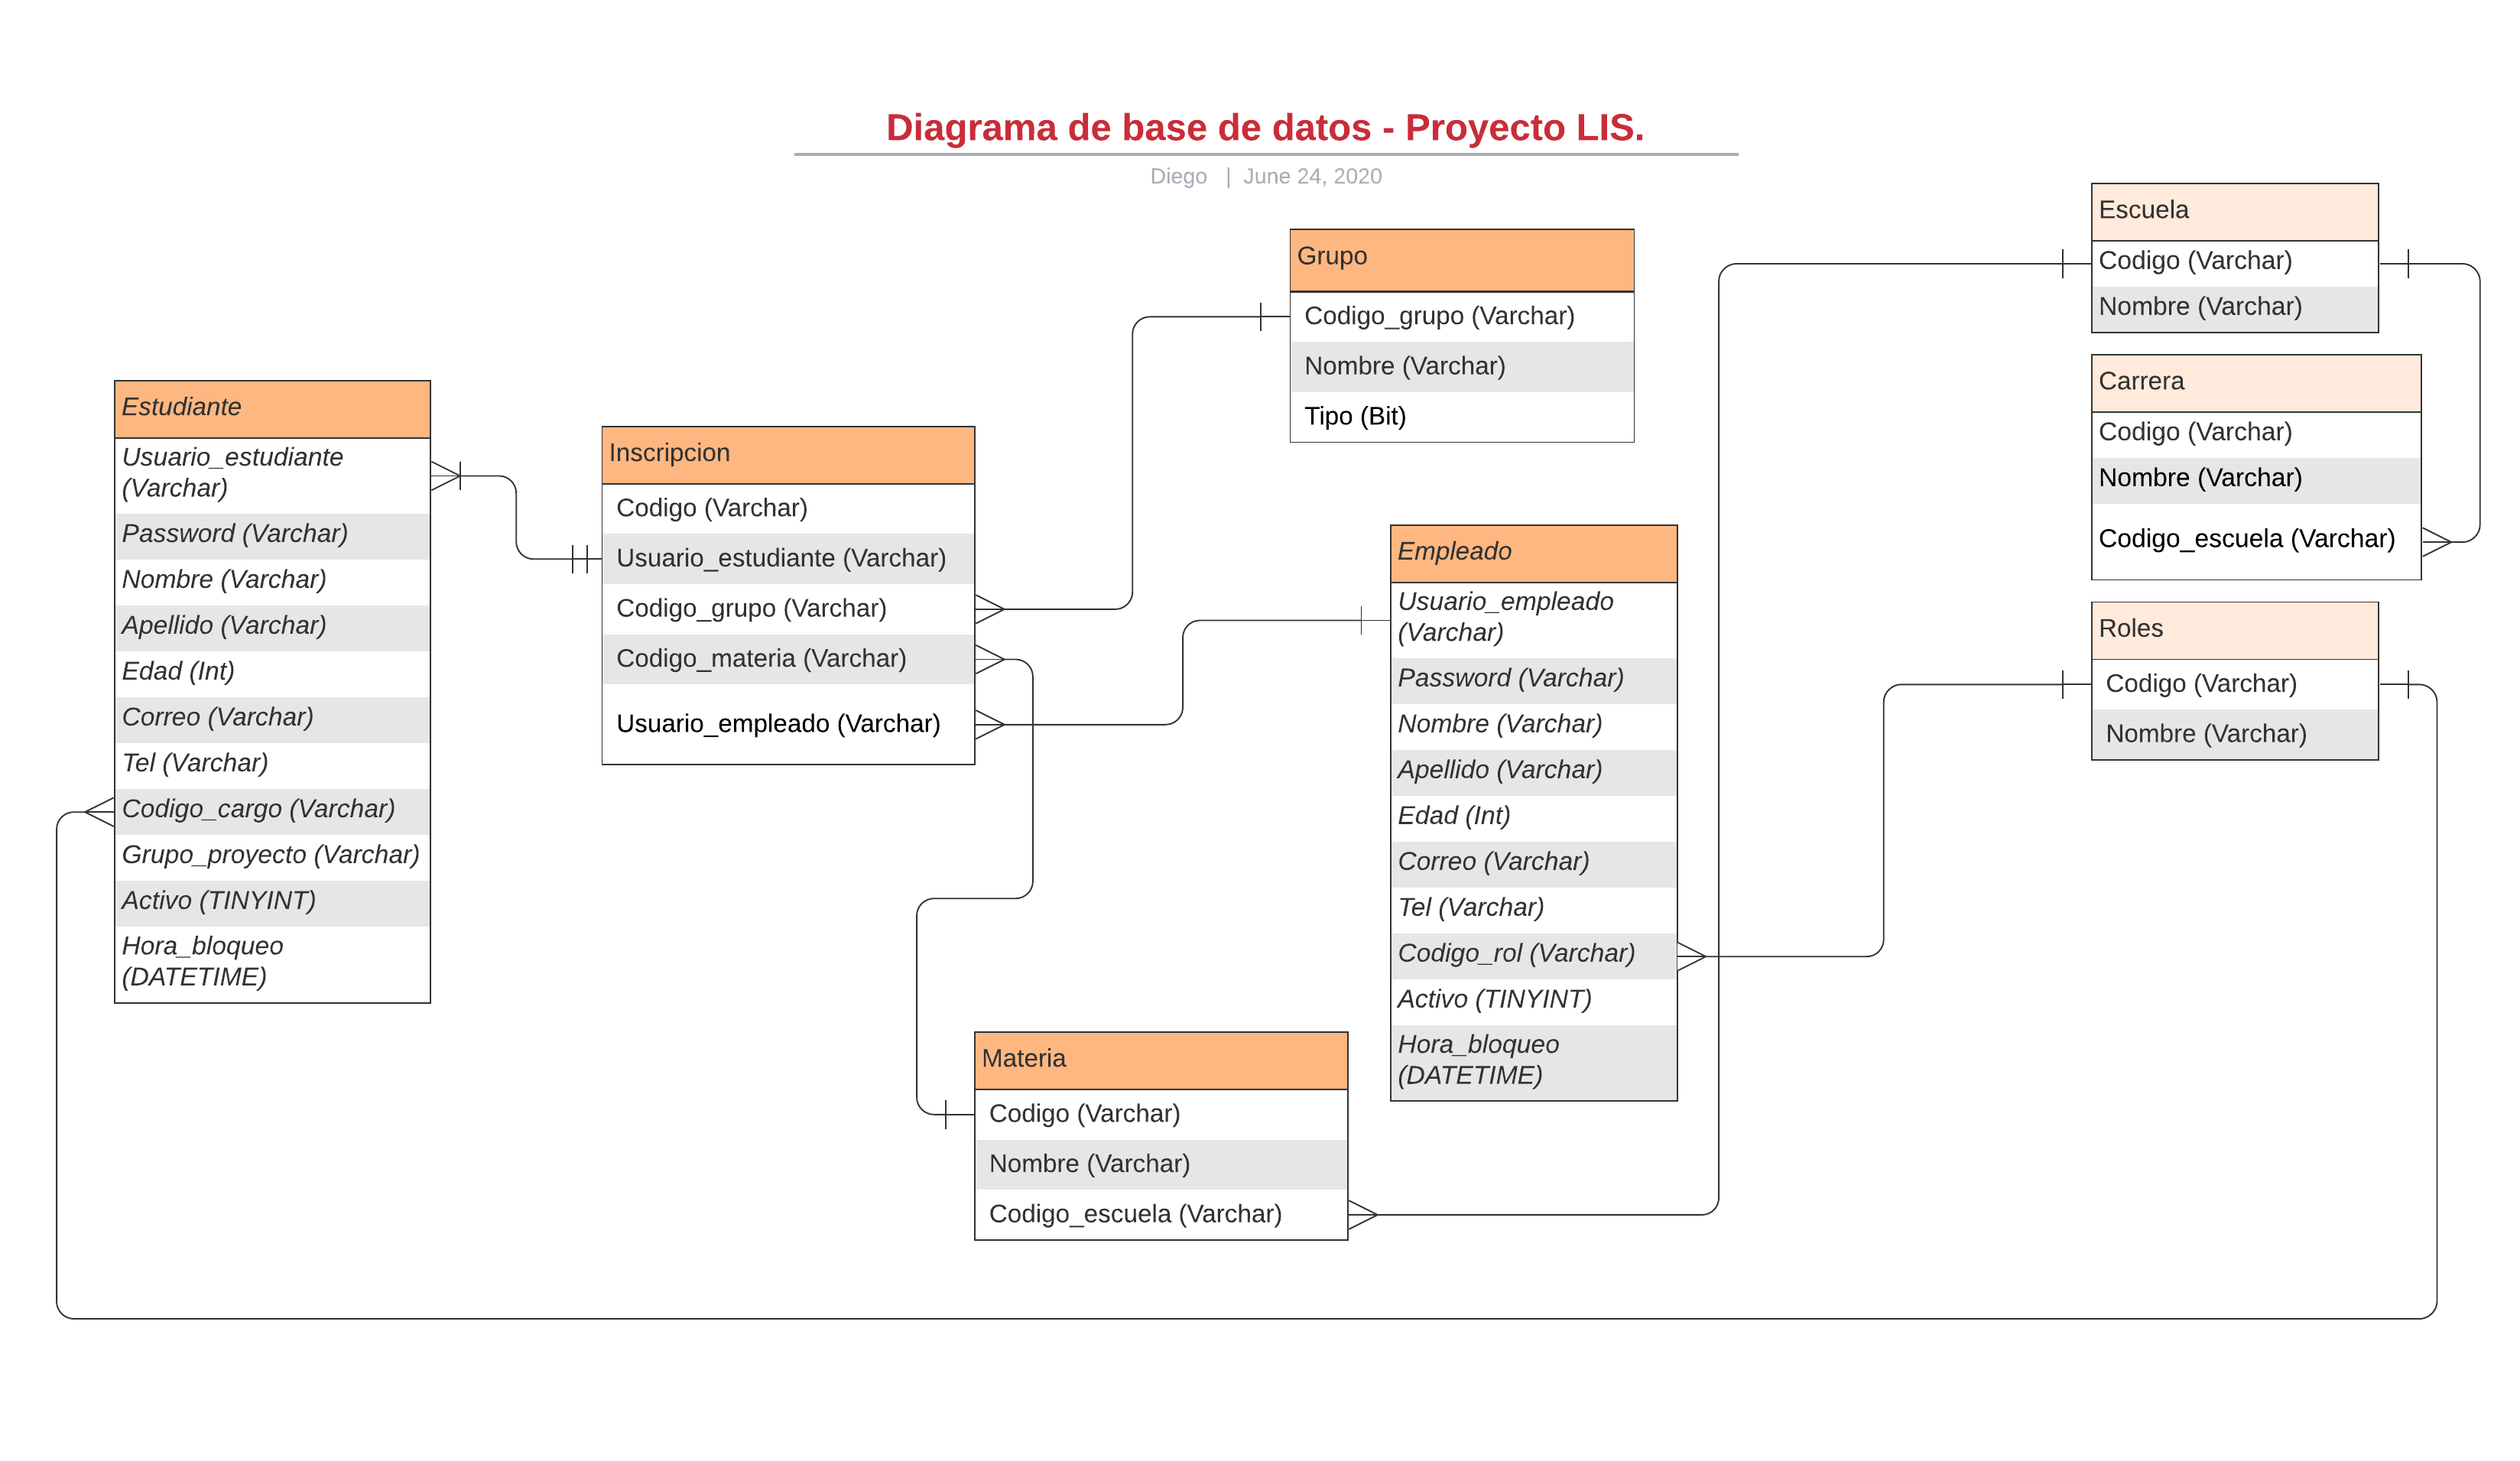 Diagrama de base de datos - Proyecto LIS.
Diego | June 24, 2020
Estudiante
Usuario_estudiante
(Varchar)
Password (Varchar)
Nombre (Varchar)
Apellido (Varchar)
Edad (Int)
Correo (Varchar)
Tel (Varchar)
Codigo_cargo (Varchar)
Grupo_proyecto (Varchar)
Activo (TINYINT)
Hora_bloqueo
(DATETIME)
Inscripcion
Codigo (Varchar)
Usuario_estudiante (Varchar)
Codigo_grupo (Varchar)
Codigo_materia (Varchar)
Usuario_empleado (Varchar)
Grupo
Codigo_grupo (Varchar)
Nombre (Varchar)
Tipo (Bit)
Empleado
Usuario_empleado
(Varchar)
Password (Varchar)
Nombre (Varchar)
Apellido (Varchar)
Edad (Int)
Correo (Varchar)
Tel (Varchar)
Codigo_rol (Varchar)
Activo (TINYINT)
Hora_bloqueo
(DATETIME)
Materia
Codigo (Varchar)
Nombre (Varchar)
Codigo_escuela (Varchar)
Escuela
Codigo (Varchar)
Nombre (Varchar)
Carrera
Codigo (Varchar)
Nombre (Varchar)
Codigo_escuela (Varchar)
Roles
Codigo (Varchar)
Nombre (Varchar)